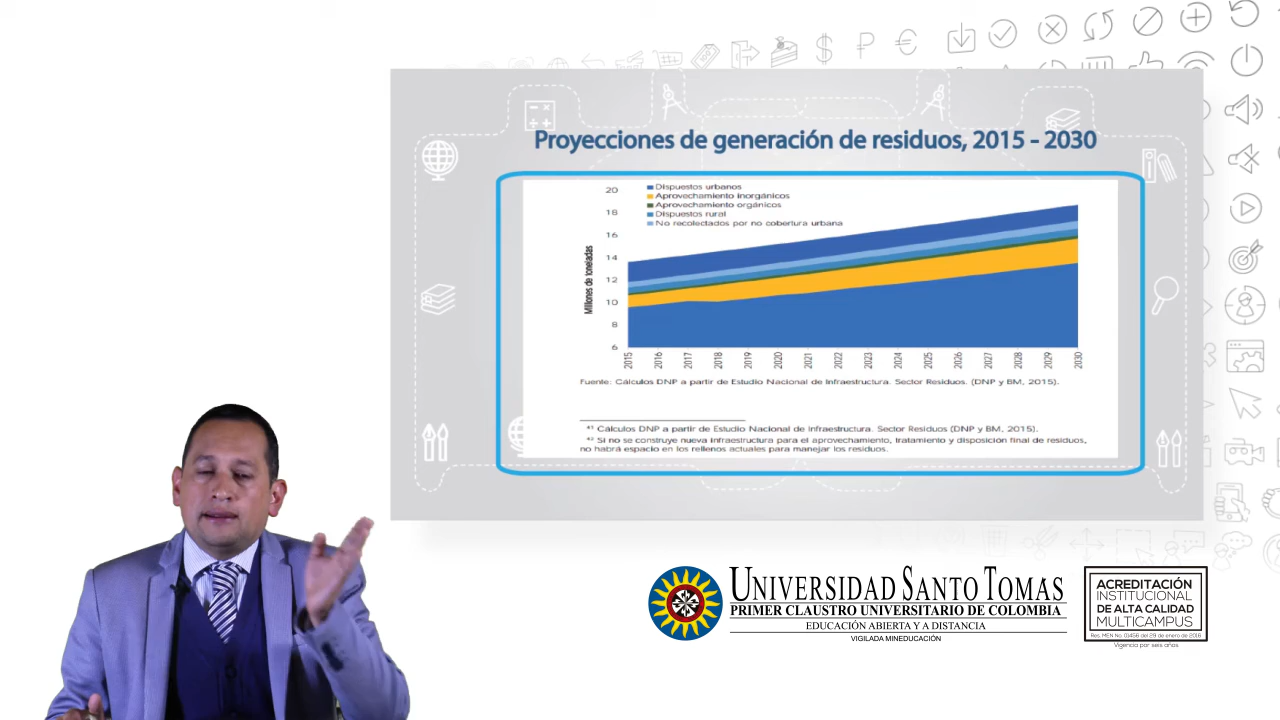 Proyecciones de generación de residuos, 2015 - 2030
20
18
16
14
12
10
8
6
Millones de toneladas
Dispuestos urbanos
Aprovechamiento inorgánicos
Aprovechamiento orgánicos
Dispuestos rural
No recolectados por no cobertura urbana
2015 2016 2017 2018 2019 2020 2021 2022 2023 2024 2025 2026 2027 2028 2029 2030
Fuente: Cálculos DNP a partir de Estudio Nacional de Infraestructura. Sector Residuos. (DNP y BM, 2015).
41 Cálculos DNP a partir de Estudio Nacional de Infraestructura. Sector Residuos (DNP y BM, 2015).
42 Si no se construye nueva infraestructura para el aprovechamiento, tratamiento y disposición final de residuos,
no habrá espacio en los rellenos actuales para manejar los residuos.
UNIVERSIDAD SANTO TOMAS
PRIMER CLAUSTRO UNIVERSITARIO DE COLOMBIA
EDUCACIÓN ABIERTA Y A DISTANCIA
VIGILADA MINEDUCACIÓN
ACREDITACIÓN
INSTITUCIONAL
DE ALTA CALIDAD
MULTICAMPUS
Res. MEN No. 01456 del 29 de enero de 2016
Vigencia por seis años